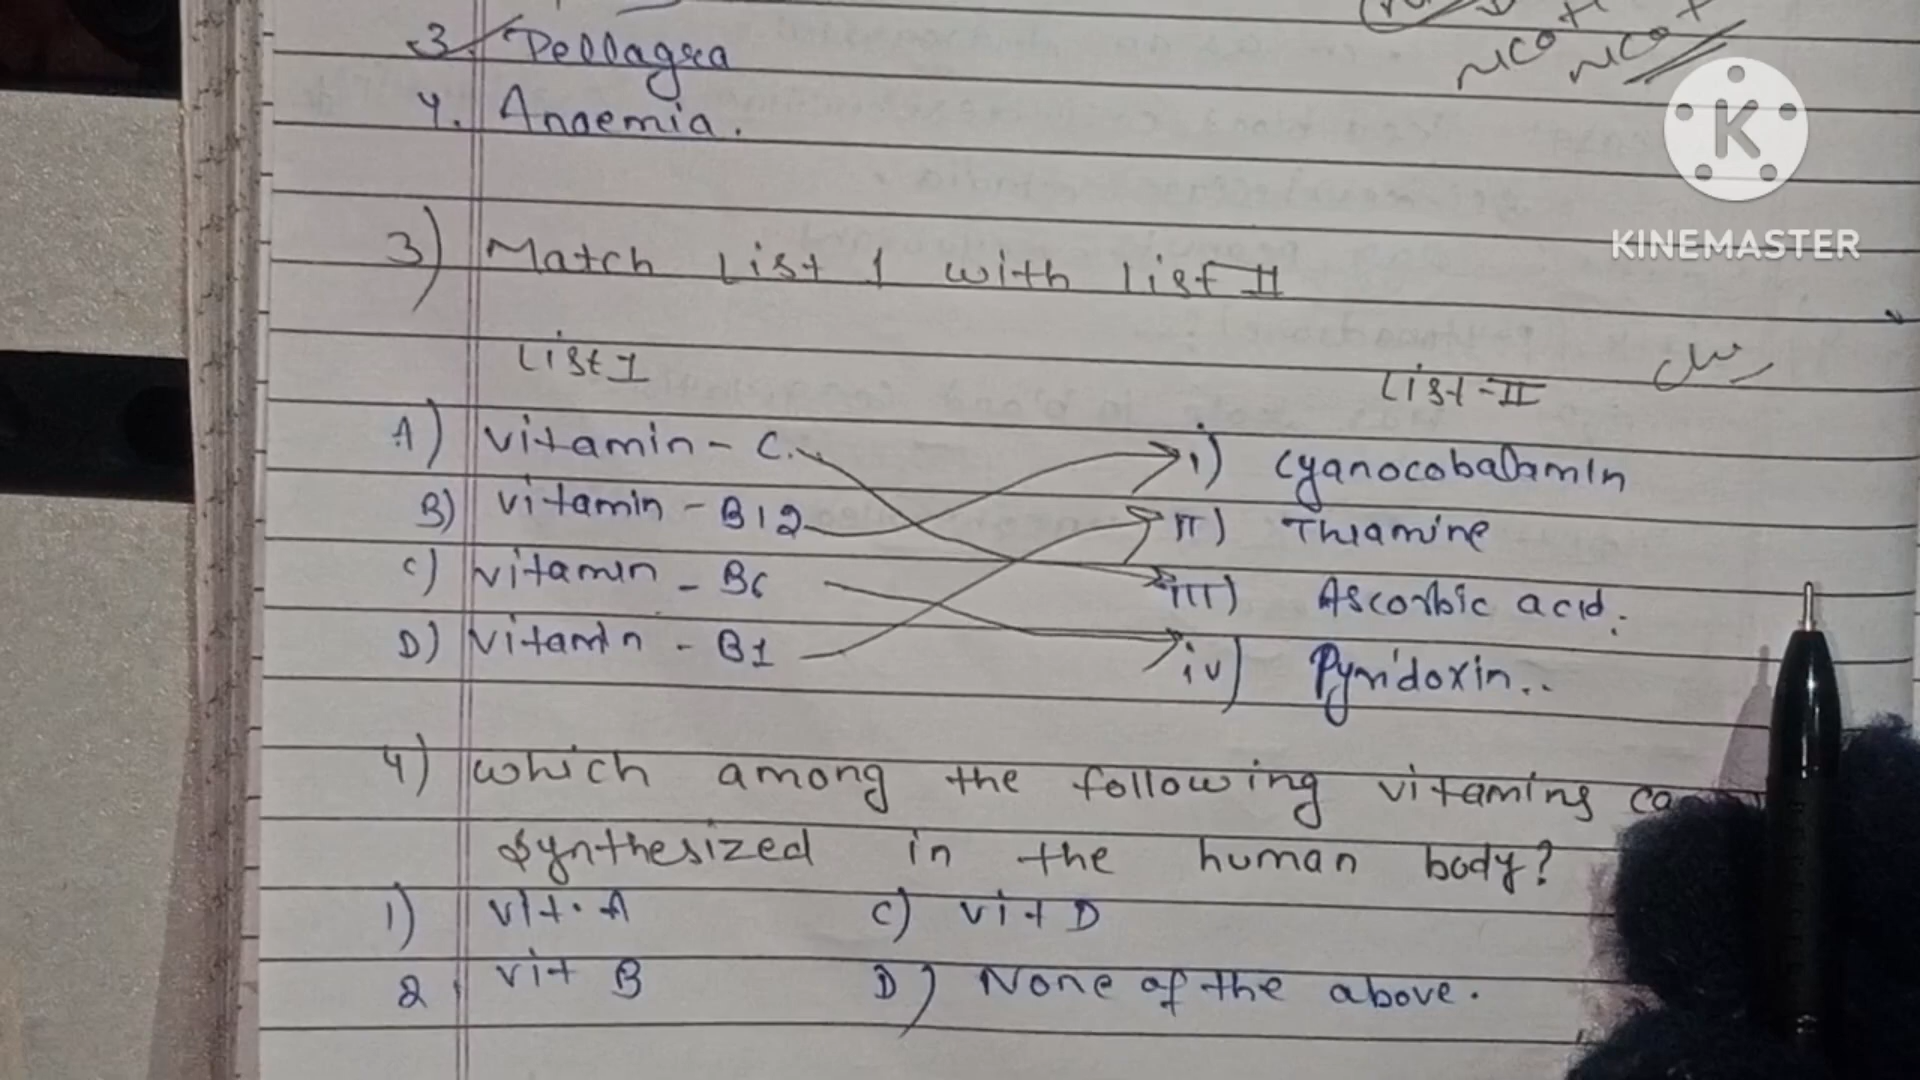 3. Pellagra
4. Anaemia.
K
KINEMASTER
3) Match List 1 with List II
List I
List-II
A) vitamin - C.
i) cyanocobalamin
B) vitamin - B12
II) Thiamine
C) vitamin - B6
III) Ascorbic acid.
D) vitamin - B1
iv) Pyridoxin..
4) which among the following vitamins
synthesized in the human body?
1) vit. A
C) vit D
2. vit B
D) None of the above.